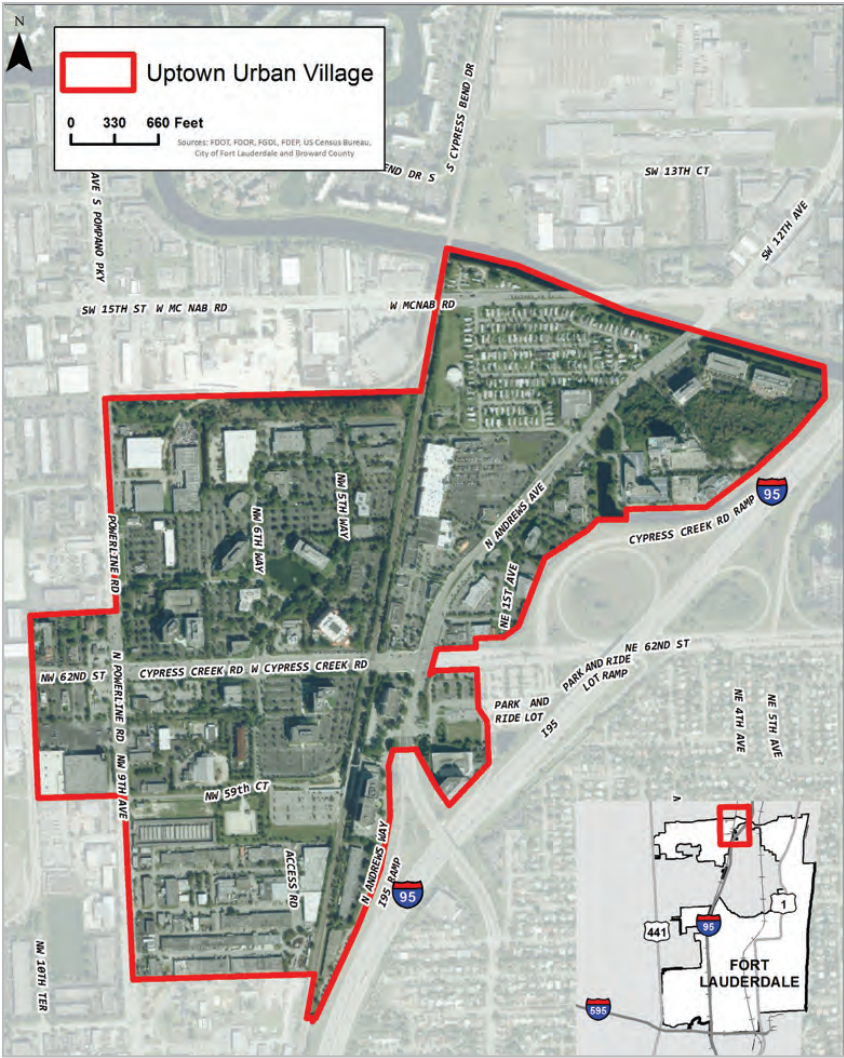 N
Uptown Urban Village
0 330 660 Feet
Sources: FDOT, FDOR, FGDL, FDEP, US Census Bureau,
City of Fort Lauderdale and Broward County
S CYPRESS BEND DR
END DR S
SW 13TH CT
AVE S POMPANO PKY
SW 12TH AVE
SW 15TH ST W MC NAB RD
W MCNAB RD
NW 5TH WAY
NW 6TH WAY
N ANDREWS AVE
95
CYPRESS CREEK RD RAMP
POWERLINE RD
NE 1ST AVE
NE 62ND ST
NW 62ND ST
CYPRESS CREEK RD W CYPRESS CREEK RD
PARK AND RIDE
LOT RAMP
PARK AND
RIDE LOT
I95
N POWERLINE RD NW 9TH AVE
NE 4TH AVE
NE 5TH AVE
NW 59th CT
N ANDREWS WAY
I95 RAMP
ACCESS RD
95
NW 10TH TER
441
95
1
FORT
LAUDERDALE
595